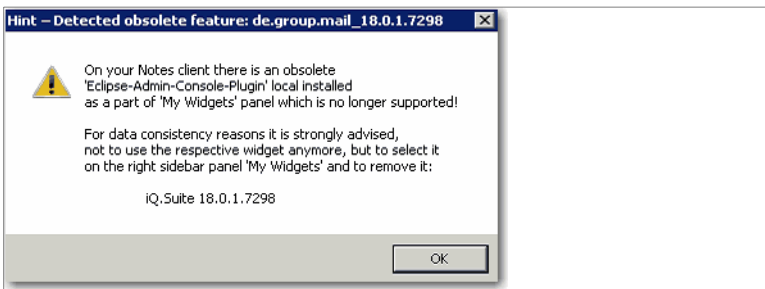 Hint – Detected obsolete feature: de.group.mail_18.0.1.7298
On your Notes client there is an obsolete
'Eclipse-Admin-Console-Plugin' local installed
as a part of 'My Widgets' panel which is no longer supported!
For data consistency reasons it is strongly advised,
not to use the respective widget anymore, but to select it
on the right sidebar panel 'My Widgets' and to remove it:
iQ.Suite 18.0.1.7298
OK